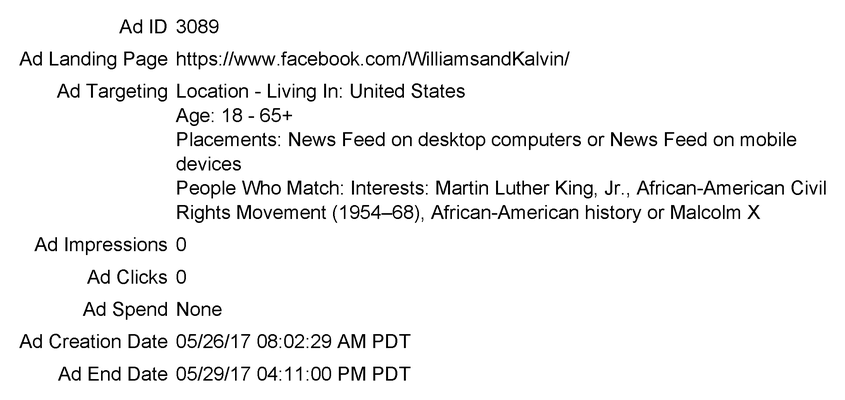 Ad ID 3089
Ad Landing Page https://www.facebook.com/WilliamsandKalvin/
Ad Targeting Location - Living In: United States
Age: 18 - 65+
Placements: News Feed on desktop computers or News Feed on mobile
devices
People Who Match: Interests: Martin Luther King, Jr., African-American Civil
Rights Movement (1954–68), African-American history or Malcolm X
Ad Impressions 0
Ad Clicks 0
Ad Spend None
Ad Creation Date 05/26/17 08:02:29 AM PDT
Ad End Date 05/29/17 04:11:00 PM PDT